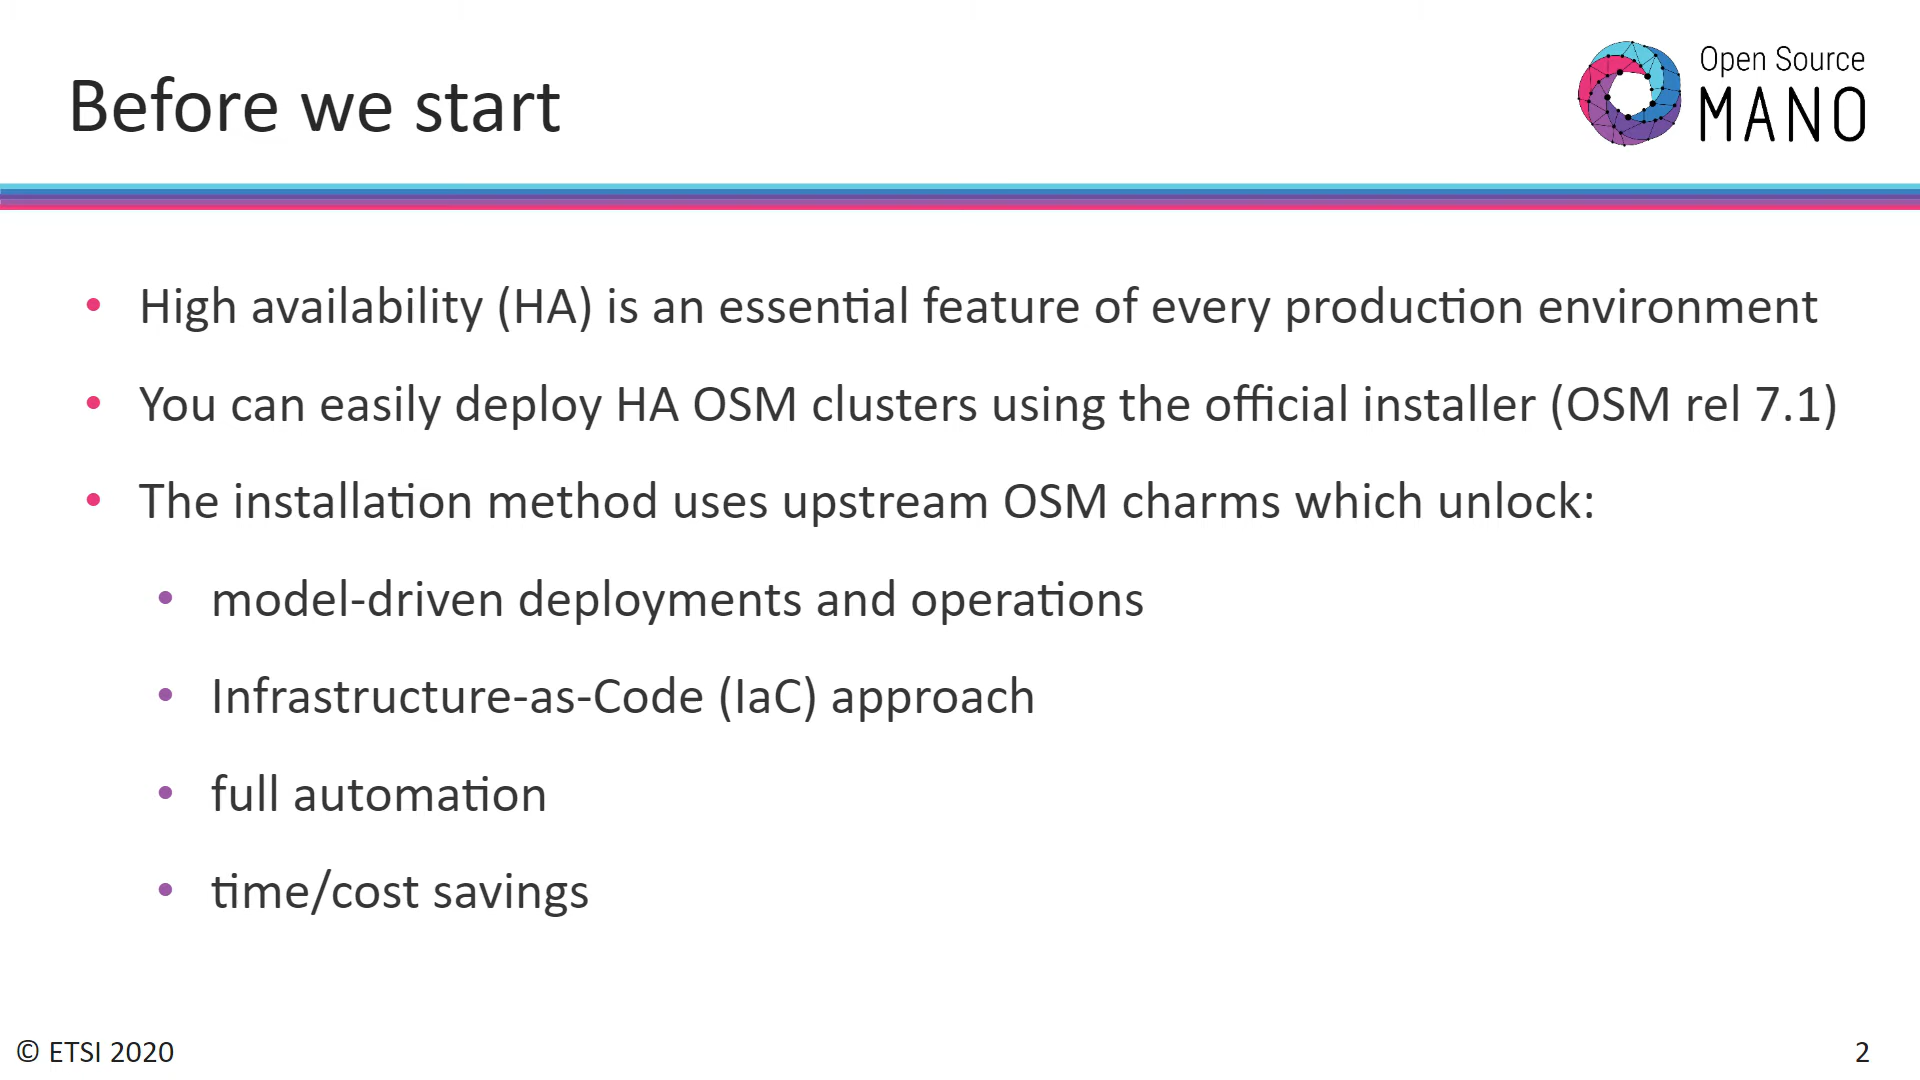 Before we start
Open Source
MANO
• High availability (HA) is an essential feature of every production environment
• You can easily deploy HA OSM clusters using the official installer (OSM rel 7.1)
• The installation method uses upstream OSM charms which unlock:
• model-driven deployments and operations
• Infrastructure-as-Code (IaC) approach
• full automation
• time/cost savings
© ETSI 2020
2